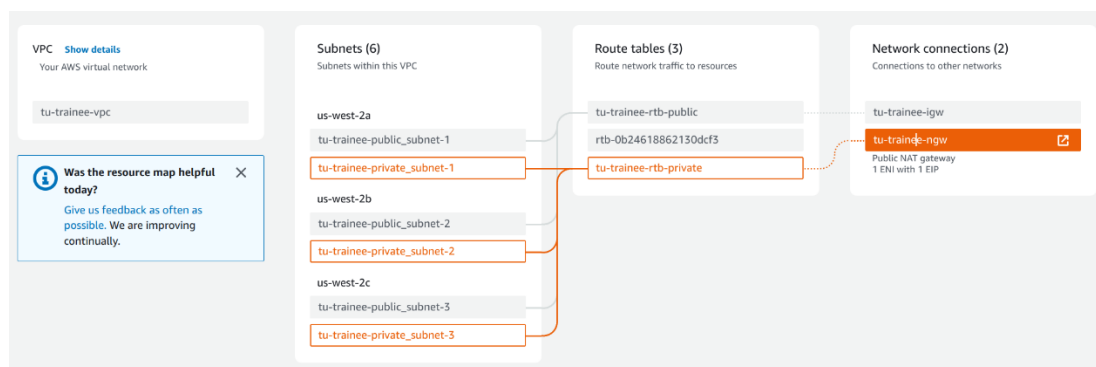 VPC Show details
Your AWS virtual network
tu-trainee-vpc
Was the resource map helpful
today?
Give us feedback as often as
possible. We are improving
continually.
Subnets (6)
Subnets within this VPC
us-west-2a
tu-trainee-public_subnet-1
tu-trainee-private_subnet-1
us-west-2b
tu-trainee-public_subnet-2
tu-trainee-private_subnet-2
us-west-2c
tu-trainee-public_subnet-3
tu-trainee-private_subnet-3
Route tables (3)
Route network traffic to resources
tu-trainee-rtb-public
rtb-0b24618862130dcf3
tu-trainee-rtb-private
Network connections (2)
Connections to other networks
tu-trainee-igw
tu-trainee-ngw
Public NAT gateway
1 ENI with 1 EIP